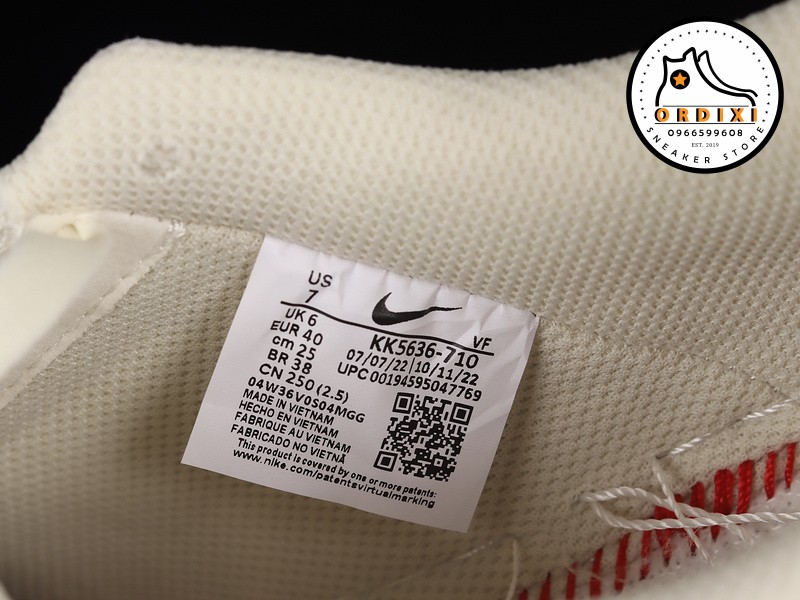 ORDIXI
0966599608
EST. 2019
SNEAKER STORE
US
7
UK 6
EUR 40
cm 25
BR 38
CN 250 (2.5)
VF
KK5636-710
07/07/22 10/11/22
UPC 00194595047769
04W36V0S04MGG
MADE IN VIETNAM
HECHO EN VIETNAM
FABRIQUE AU VIETNAM
FABRICADO NO VIETNÃ
This product is covered by one or more patents:
www.nike.com/patentsvirtualmarking